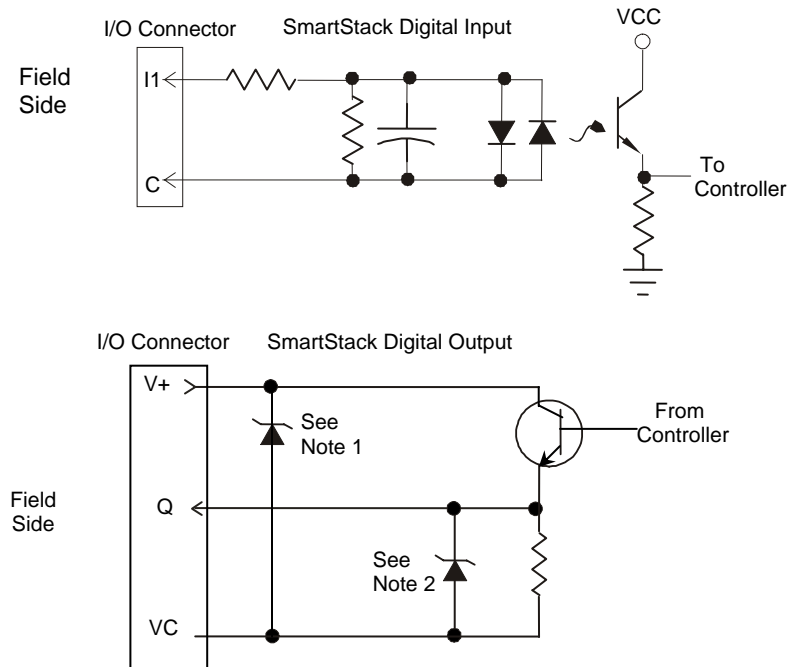 VCC
I/O Connector SmartStack Digital Input
Field
Side
I1
C
To
Controller
I/O Connector SmartStack Digital Output
V+
See
Note 1
From
Controller
Field
Side
Q
See
Note 2
VC